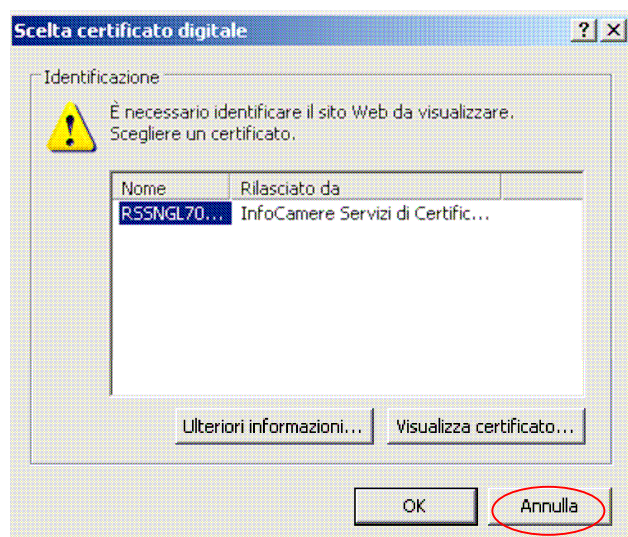 Scelta certificato digitale
Identificazione
È necessario identificare il sito Web da visualizzare.
Scegliere un certificato.
Nome Rilasciato da
RSSNGL70... InfoCamere Servizi di Certific...
Ulteriori informazioni... Visualizza certificato...
OK Annulla